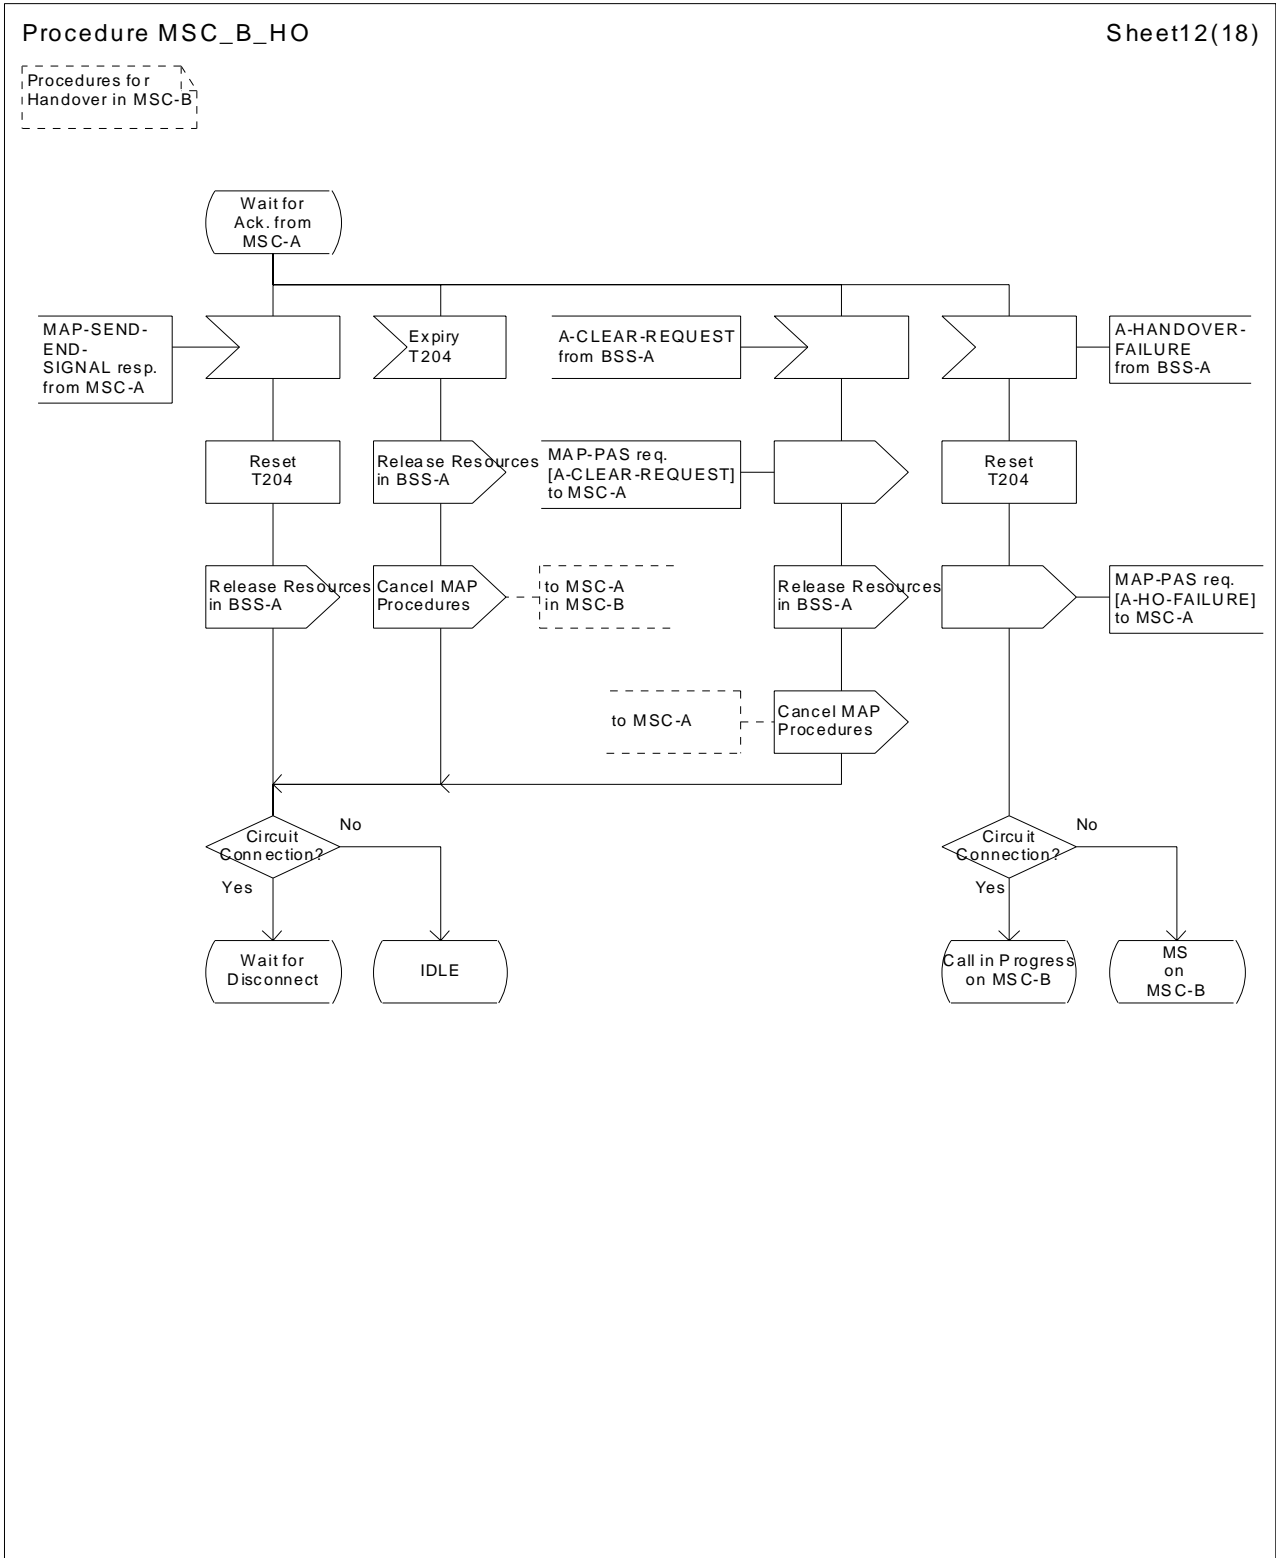 Procedure MSC_B_HO
Sheet12(18)
Procedures for
Handover in MSC-B
Wait for
Ack. from
MSC-A
MAP-SEND-
END-
SIGNAL resp.
from MSC-A
Expiry
T204
A-CLEAR-REQUEST
from BSS-A
A-HANDOVER-
FAILURE
from BSS-A
Reset
T204
Release Resources
in BSS-A
MAP-PAS req.
[A-CLEAR-REQUEST]
to MSC-A
Reset
T204
Release Resources
in BSS-A
Cancel MAP
Procedures
to MSC-A
in MSC-B
Release Resources
in BSS-A
MAP-PAS req.
[A-HO-FAILURE]
to MSC-A
to MSC-A
Cancel MAP
Procedures
Circuit
Connection?
No
Yes
Circuit
Connection?
No
Yes
Wait for
Disconnect
IDLE
Call in Progress
on MSC-B
MS
on
MSC-B